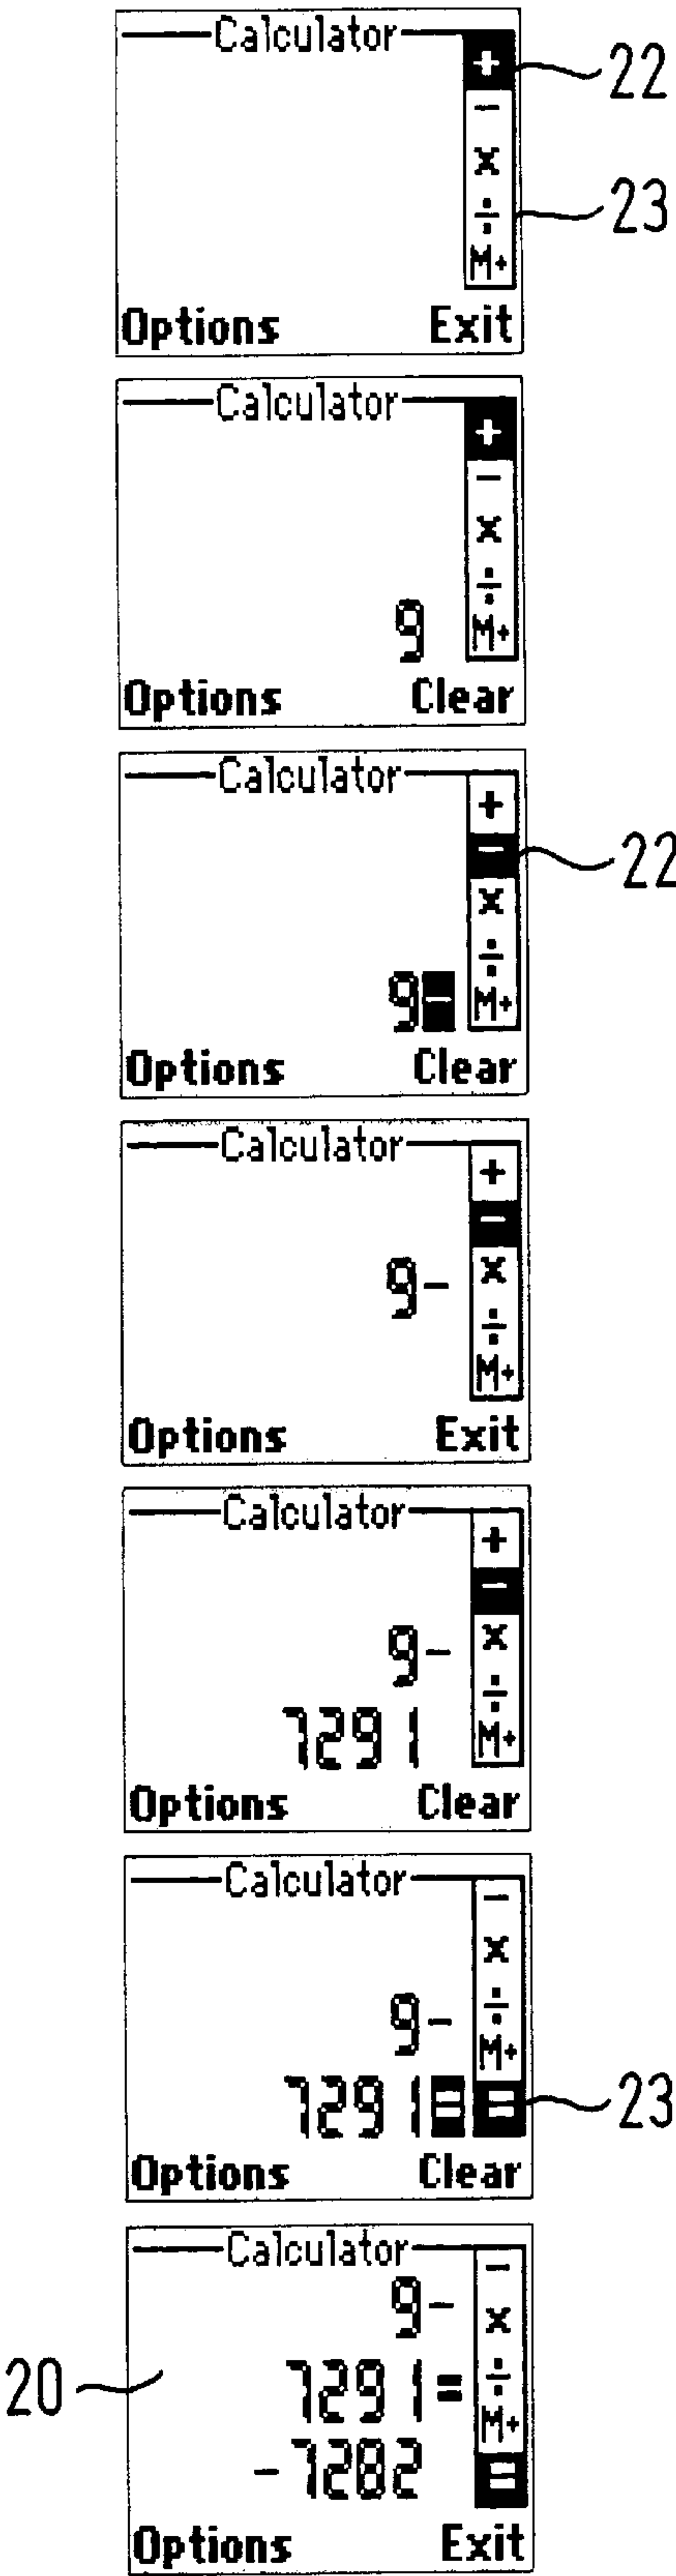 Calculator
+ 22
−
x
÷ 23
M+
Options Exit
Calculator
+
−
x
÷
9 M+
Options Clear
Calculator
+
− 22
x
÷
9− M+
Options Clear
Calculator
+
−
9− x
÷
M+
Options Exit
Calculator
+
−
9− x
÷
7291 M+
Options Clear
Calculator
−
x
9− ÷
M+
7291= = 23
Options Clear
Calculator
9− −
x
20 7291= ÷
M+
-7282 =
Options Exit